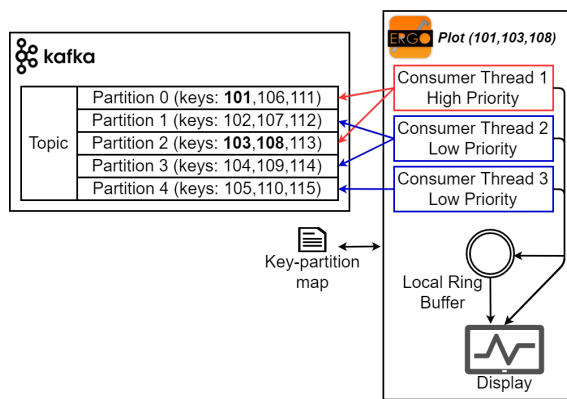 kafka
Topic
Partition 0 (keys: 101,106,111)
Partition 1 (keys: 102,107,112)
Partition 2 (keys: 103,108,113)
Partition 3 (keys: 104,109,114)
Partition 4 (keys: 105,110,115)
ERGO
Plot (101,103,108)
Consumer Thread 1
High Priority
Consumer Thread 2
Low Priority
Consumer Thread 3
Low Priority
Key-partition
map
Local Ring
Buffer
Display